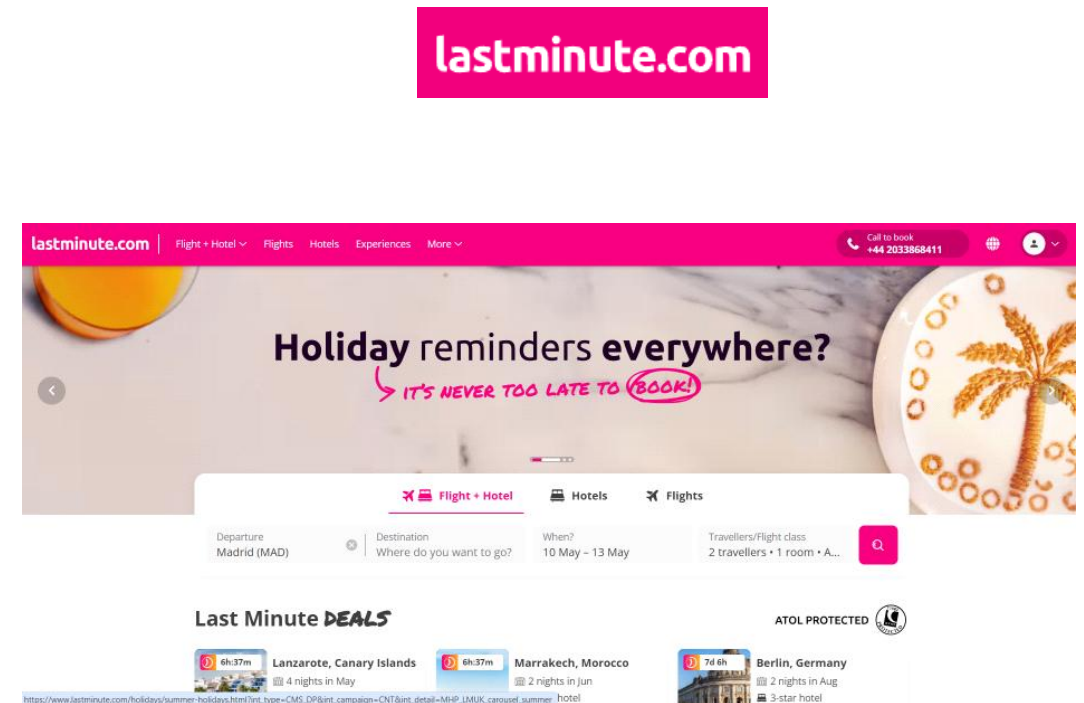 lastminute.com
lastminute.com
Flight + Hotel Flights Hotels Experiences More
Call to book
+44 2033868411
Holiday reminders everywhere?
IT'S NEVER TOO LATE TO BOOK!
Flight + Hotel Hotels Flights
Departure Destination When? Travellers/Flight class
Madrid (MAD) Where do you want to go? 10 May – 13 May 2 travellers • 1 room • A...
Last Minute DEALS
ATOL PROTECTED
6h:37m Lanzarote, Canary Islands 6h:37m Marrakech, Morocco 7d 6h Berlin, Germany
4 nights in May 2 nights in Jun 2 nights in Aug
hotel 3-star hotel
https://www.lastminute.com/holidays/summer-holidays.html?int_type=CMS_DP&int_campaign=CNT&int_detail=MHP_LMUK_carousel_summer